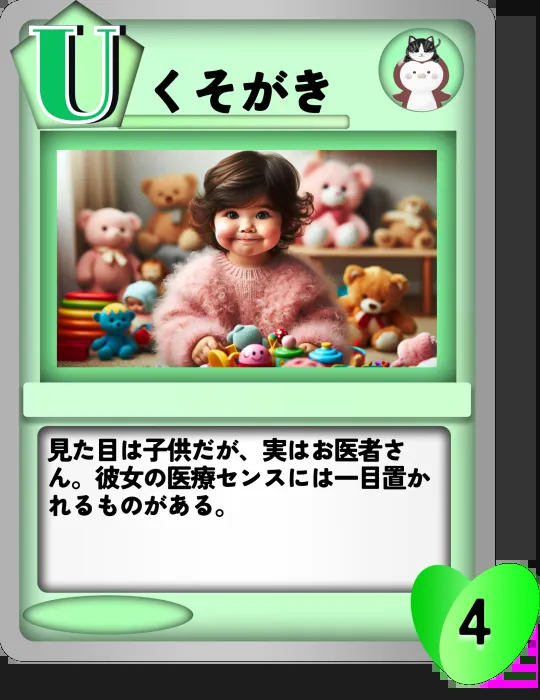 U
くそがき
見た目は子供だが、実はお医者さ
ん。彼女の医療センスには一目置か
れるものがある。
4